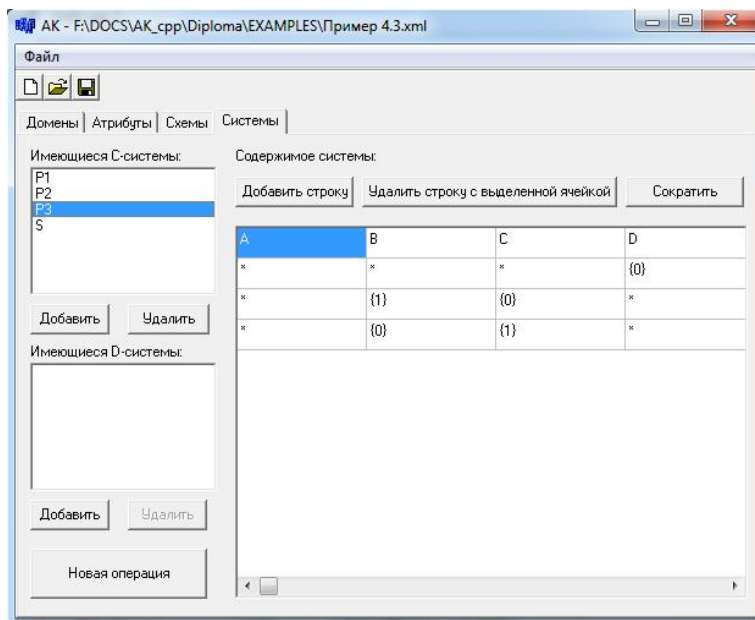 АК - F:\DOCS\AK_cpp\Diploma\EXAMPLES\Пример 4.3.xml
Файл
Домены Атрибуты Схемы Системы
Имеющиеся С-системы:
P1
P2
P3
S
Добавить Удалить
Имеющиеся D-системы:
Добавить Удалить
Новая операция
Содержимое системы:
Добавить строку Удалить строку с выделенной ячейкой Сократить
A B C D
* * * {0}
* {1} {0} *
* {0} {1} *